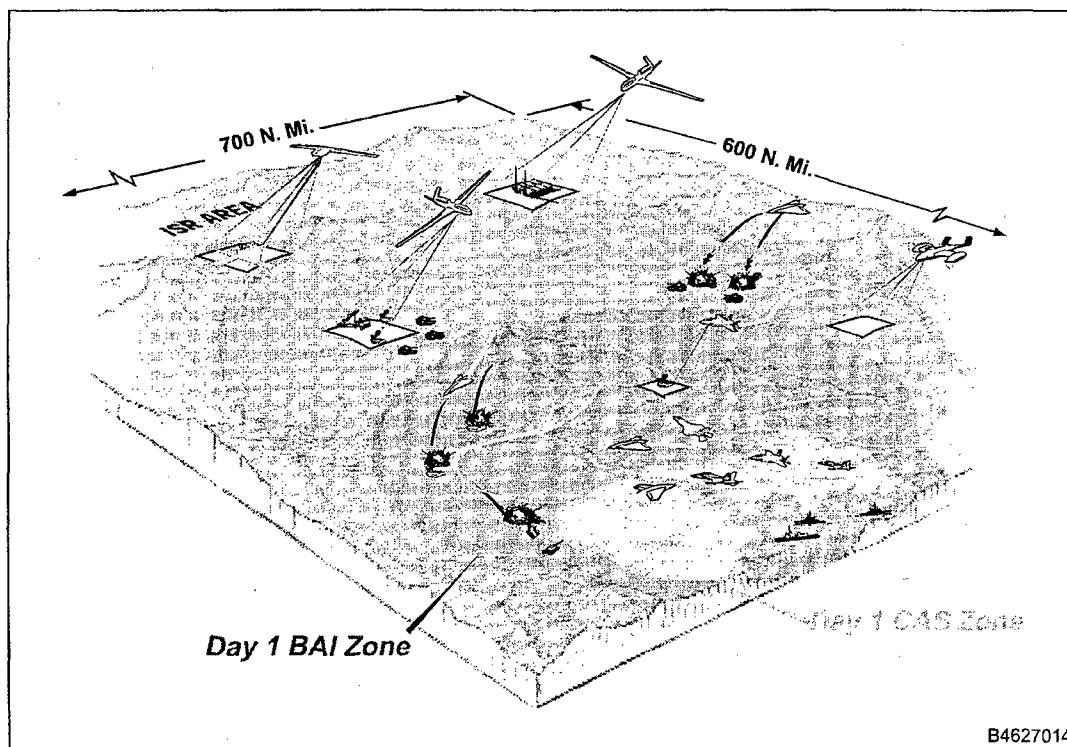 700 N. Mi.
600 N. Mi.
ISR AREA
Day 1 BAI Zone
Day 1 CAS Zone
B4627014